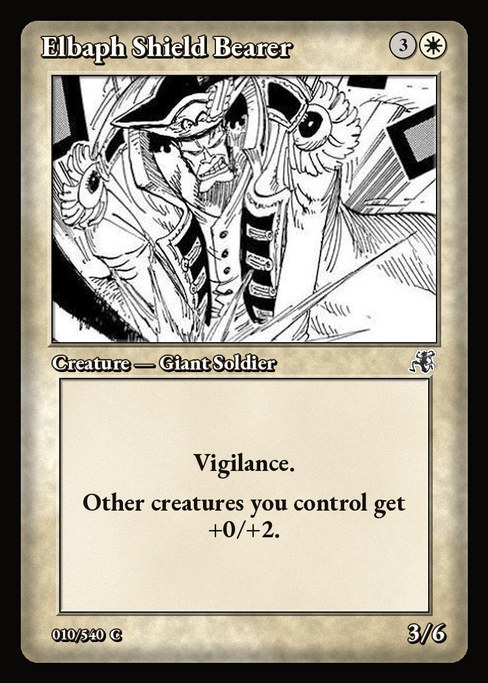 Elbaph Shield Bearer 3
Creature — Giant Soldier
Vigilance.
Other creatures you control get
+0/+2.
010/540 C 3/6